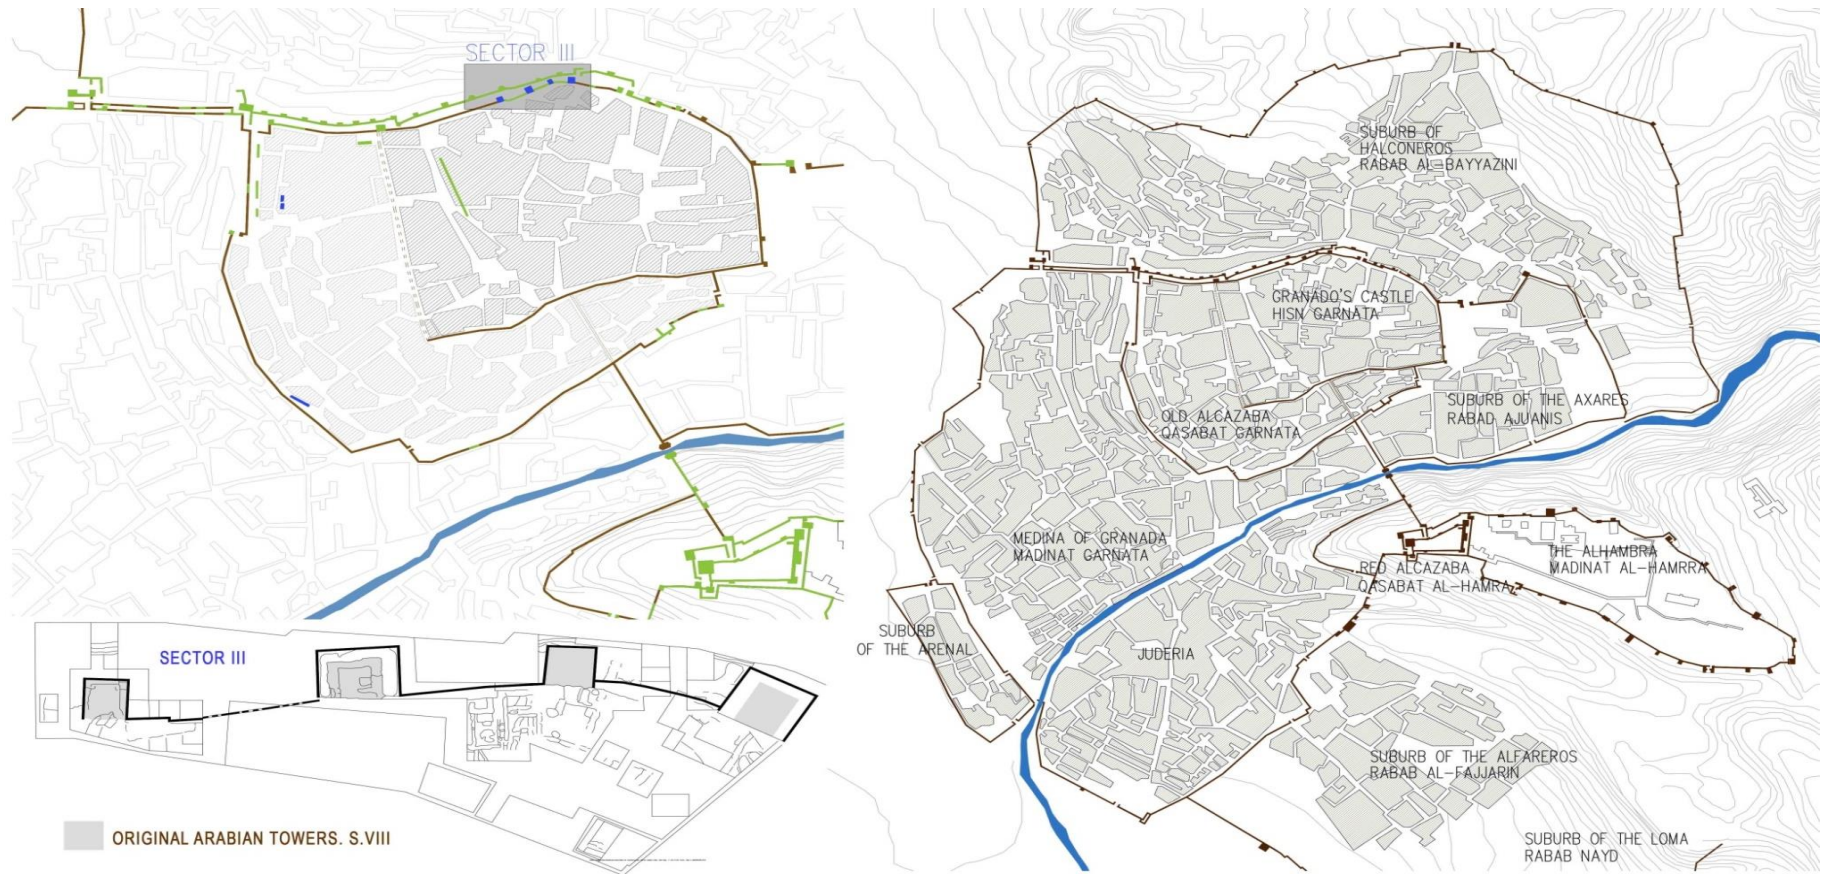 SECTOR III
SECTOR III
ORIGINAL ARABIAN TOWERS. S.VIII
SUBURB OF
HALCONEROS
RABAB AL-BAYYAZINI
GRANADO'S CASTLE
HISN GARNATA
SUBURB OF THE AXARES
RABAD AJUANIS
OLD ALCAZABA
QASABAT GARNATA
MEDINA OF GRANADA
MADINAT GARNATA
THE ALHAMBRA
MADINAT AL-HAMRRA
RED ALCAZABA
QASABAT AL-HAMRA
SUBURB
OF THE ARENAL
JUDERIA
SUBURB OF THE ALFAREROS
RABAB AL-FAJJARIN
SUBURB OF THE LOMA
RABAB NAYD